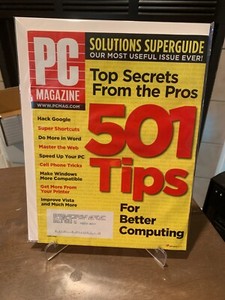 PC
MAGAZINE
WWW.PCMAG.COM
SOLUTIONS SUPERGUIDE
OUR MOST USEFUL ISSUE EVER!
Top Secrets
From the Pros
501
Tips
For
Better
Computing
Hack Google
Super Shortcuts
Do More in Word
Master the Web
Speed Up Your PC
Cell Phone Tricks
Make Windows
More Compatible
Get More From
Your Printer
Improve Vista
and Much More